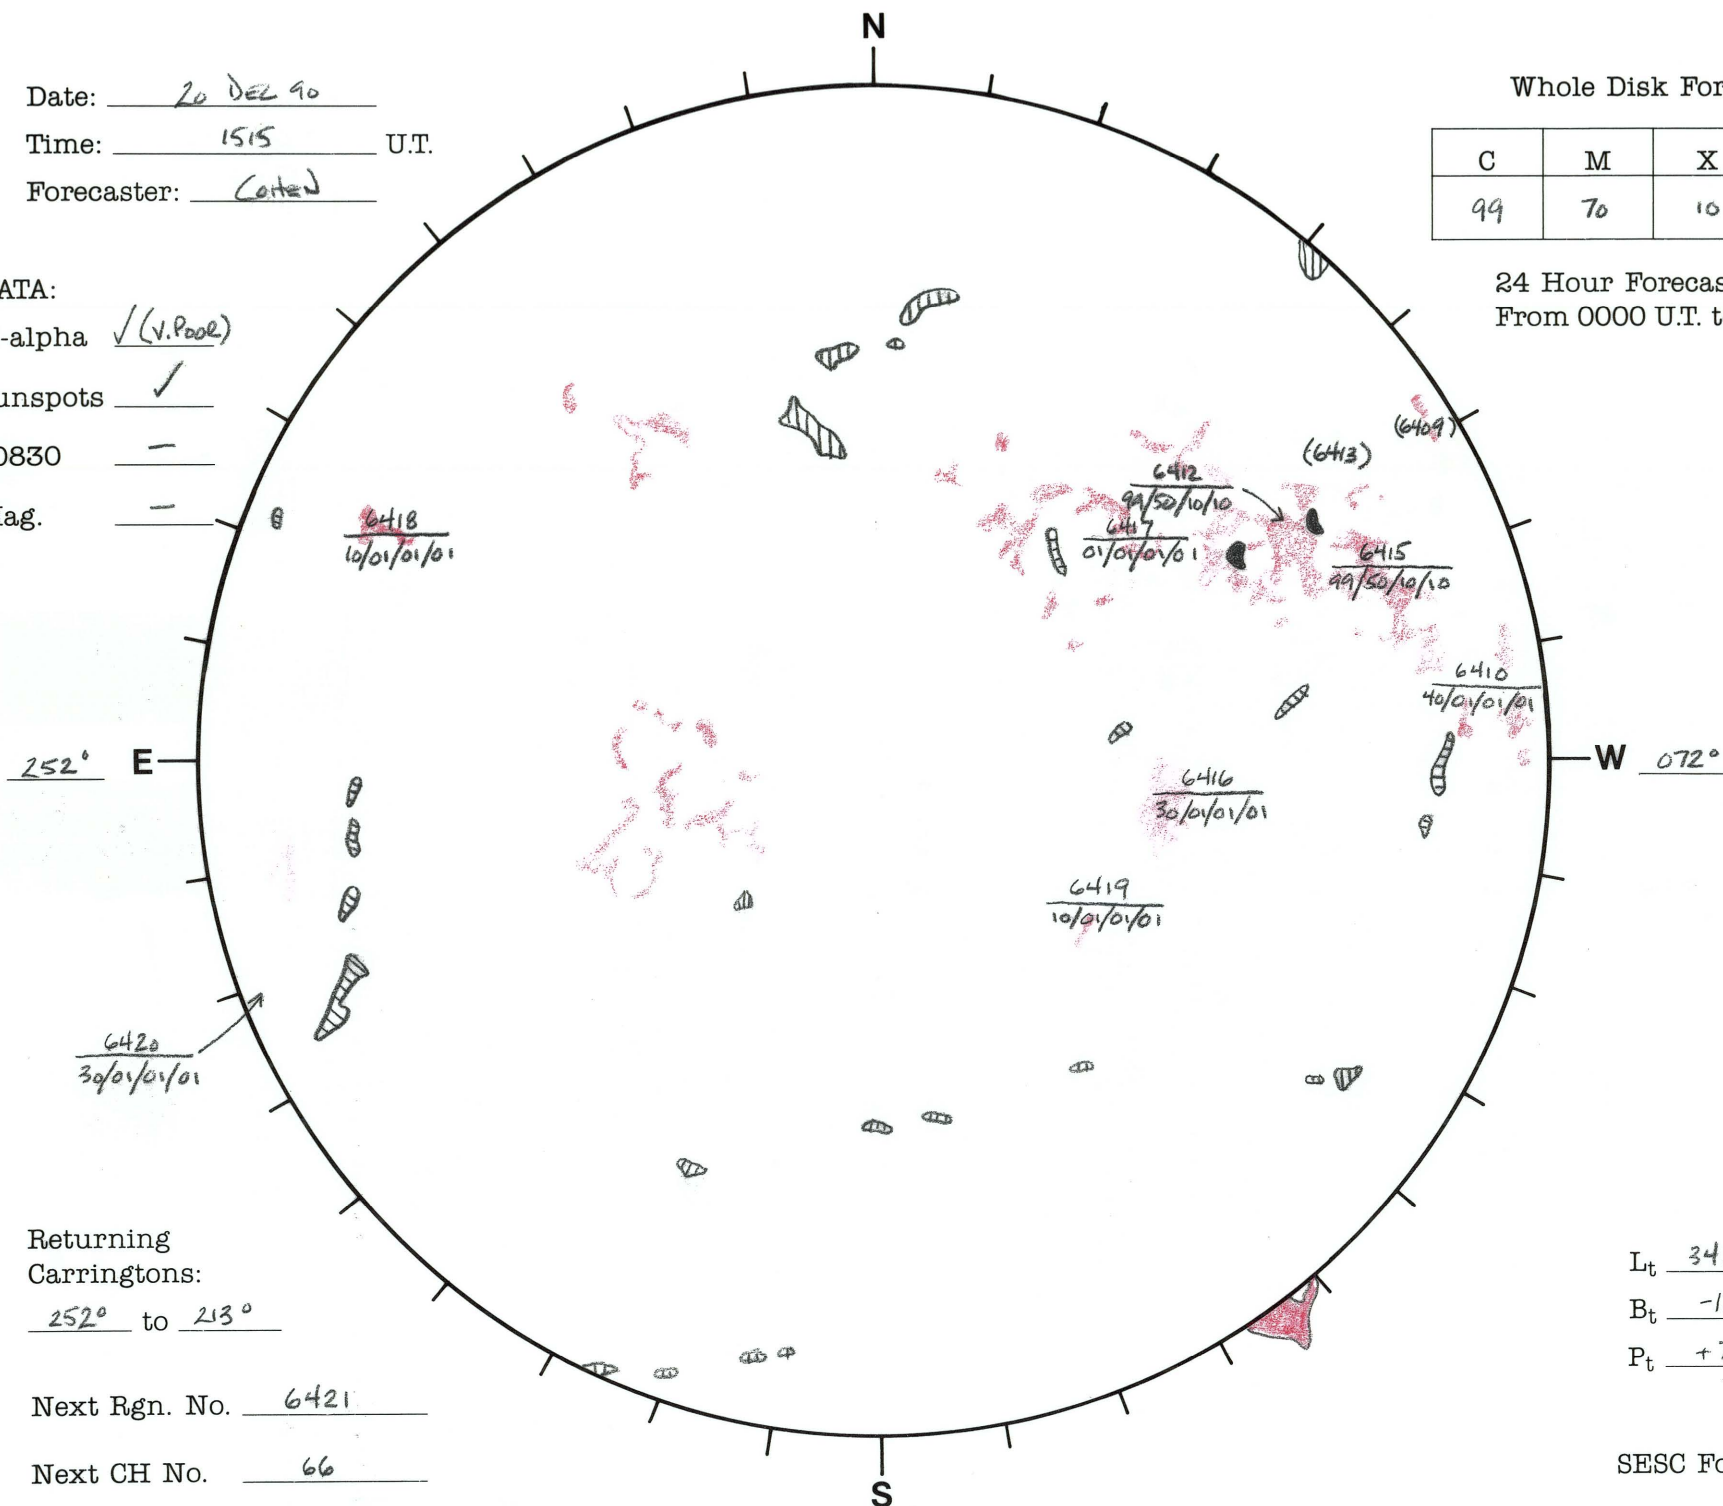 N
Date: 20 DEC 90
Time: 1515 U.T.
Forecaster: COHEN
Whole Disk For
C M X
99 70 10
24 Hour Forecas
From 0000 U.T. t
ATA:
-alpha ✓(V.POOR)
unspots ✓
0830 —
Mag. —
(6409)
(6413)
6412
99/50/10/10
6418
10/01/01/01
6417
01/01/01/01
6415
99/50/10/10
6410
40/01/01/01
252° E
W 072°
6416
30/01/01/01
6419
10/01/01/01
6420
30/01/01/01
Returning
Carringtons:
252° to 213°
Next Rgn. No. 6421
Next CH No. 66
Lt 34
Bt -1
Pt +7
SESC Fo
S